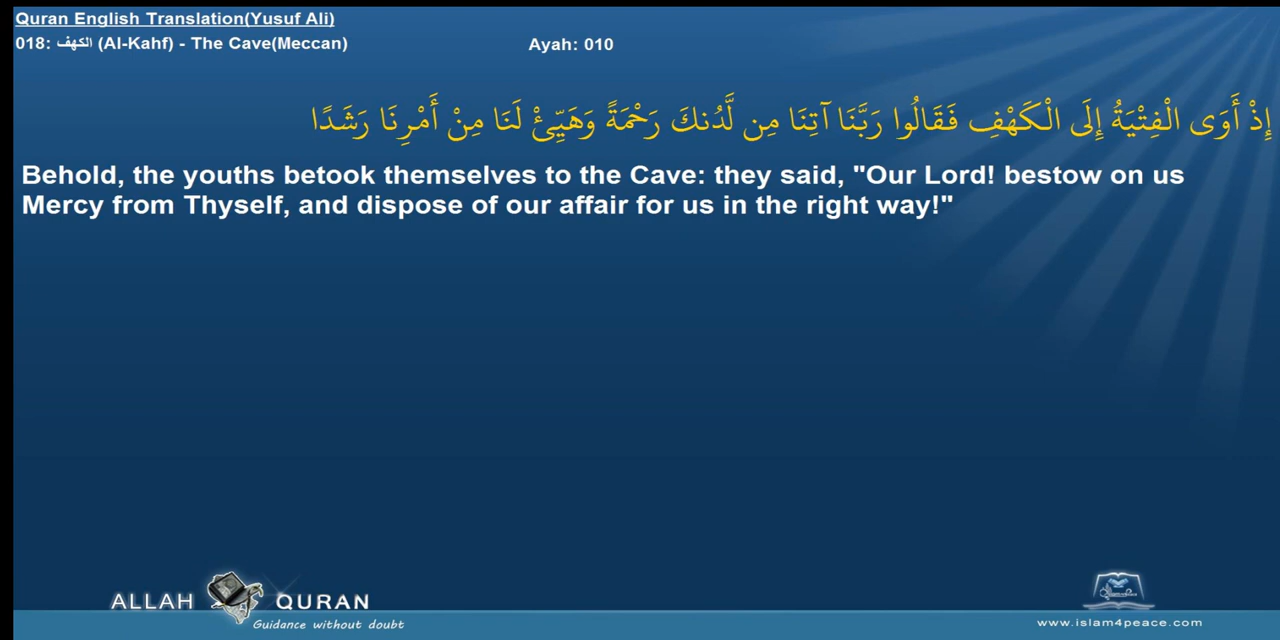 Quran English Translation(Yusuf Ali)
018: الكهف (Al-Kahf) - The Cave(Meccan)
Ayah: 010
إِذْ أَوَى الْفِتْيَةُ إِلَى الْكَهْفِ فَقَالُوا رَبَّنَا آتِنَا مِن لَّدُنكَ رَحْمَةً وَهَيِّئْ لَنَا مِنْ أَمْرِنَا رَشَدًا
Behold, the youths betook themselves to the Cave: they said, "Our Lord! bestow on us
Mercy from Thyself, and dispose of our affair for us in the right way!"
ALLAH QURAN
Guidance without doubt
www.islam4peace.com